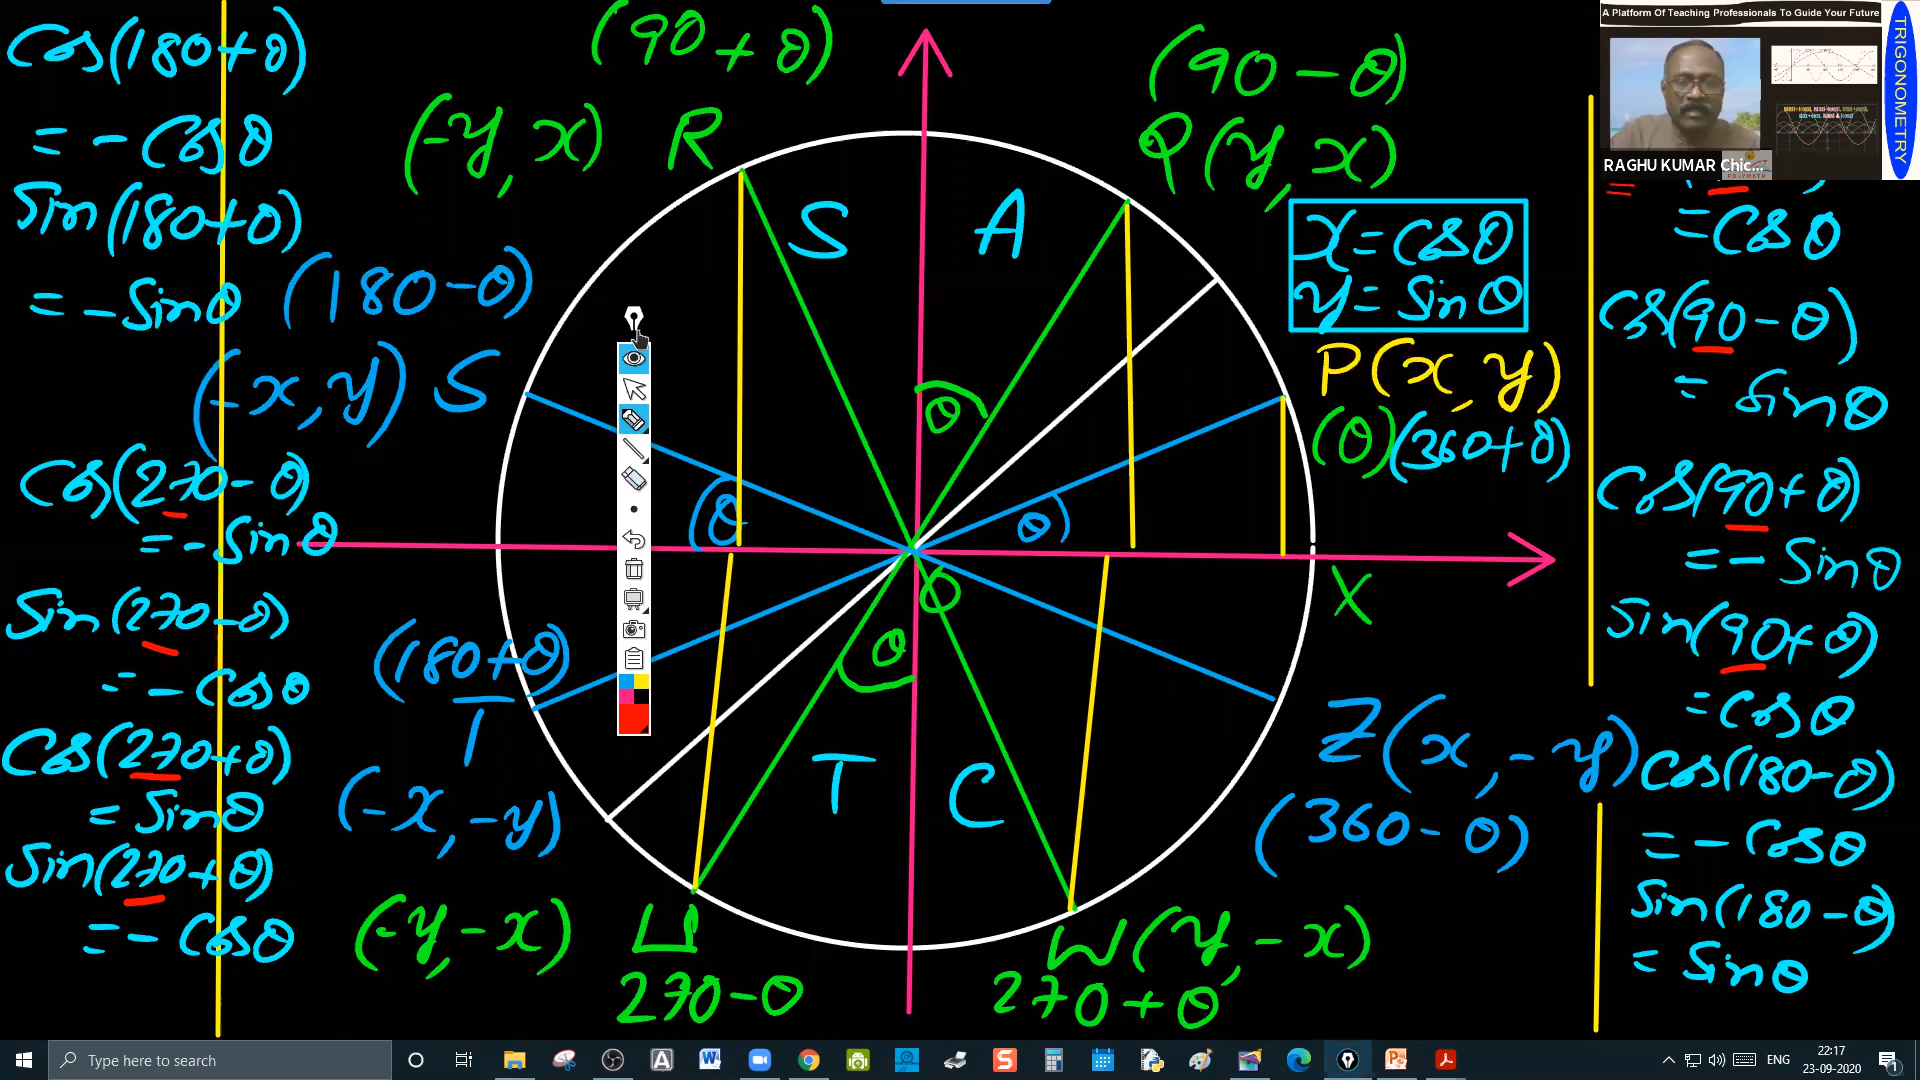 Cos(180+θ)
= - Cosθ
Sin(180+θ)
= - Sinθ
Cos(270-θ)
= - Sinθ
Sin(270-θ)
= - Cosθ
Cos(270+θ)
= Sinθ
Sin(270+θ)
= - Cosθ
(90+θ)
(-y, x) R
(180-θ)
(-x, y) S
(180+θ)
T
(-x, -y)
(-y, -x) U
270-θ
S A
T C
θ
θ
θ
θ
O
X
(90-θ)
Q(y, x)
x = Cosθ
y = Sinθ
P(x, y)
(θ)(360+θ)
Z(x, -y)
(360-θ)
W(y, -x)
270+θ
A Platform Of Teaching Professionals To Guide Your Future
TRIGONOMETRY
RAGHU KUMAR Chic...
POLYMATH
= Cosθ
Cos(90-θ)
= Sinθ
Cos(90+θ)
= - Sinθ
Sin(90+θ)
= Cosθ
Cos(180-θ)
= - Cosθ
Sin(180-θ)
= Sinθ
Type here to search
ENG
22:17
23-09-2020